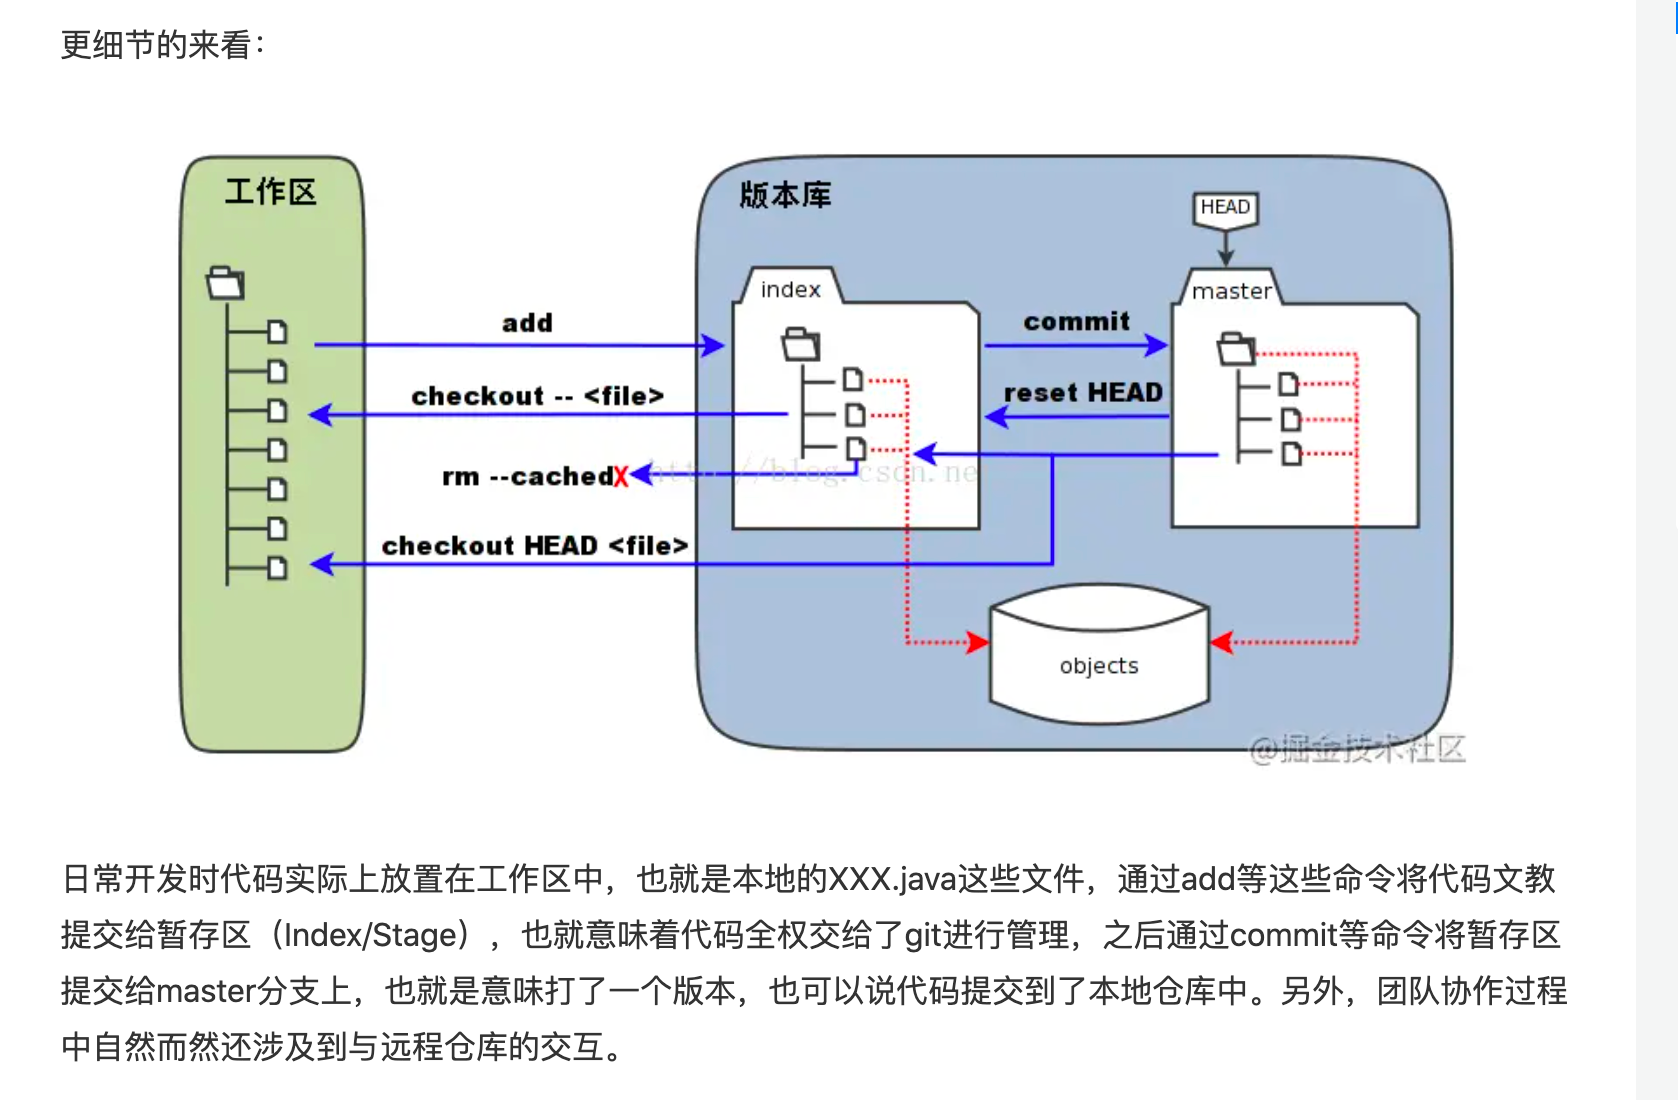 更细节的来看：
工作区
版本库
HEAD
index
master
add
commit
checkout -- <file>
reset HEAD
rm --cachedX
http://blog.csdn.ne
checkout HEAD <file>
objects
@掘金技术社区
日常开发时代码实际上放置在工作区中，也就是本地的XXX.java这些文件，通过add等这些命令将代码文教
提交给暂存区（Index/Stage），也就意味着代码全权交给了git进行管理，之后通过commit等命令将暂存区
提交给master分支上，也就是意味打了一个版本，也可以说代码提交到了本地仓库中。另外，团队协作过程
中自然而然还涉及到与远程仓库的交互。